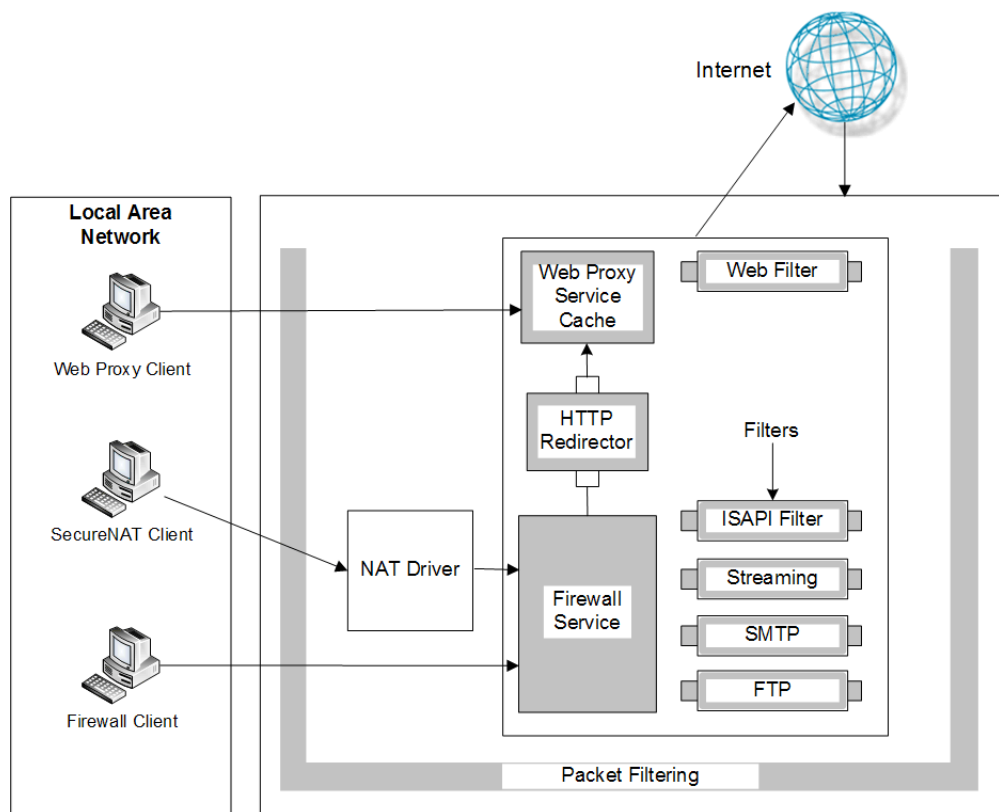 Internet
Local Area
Network
Web Proxy Client
SecureNAT Client
Firewall Client
Web Proxy
Service
Cache
Web Filter
HTTP
Redirector
Filters
NAT Driver
Firewall
Service
ISAPI Filter
Streaming
SMTP
FTP
Packet Filtering